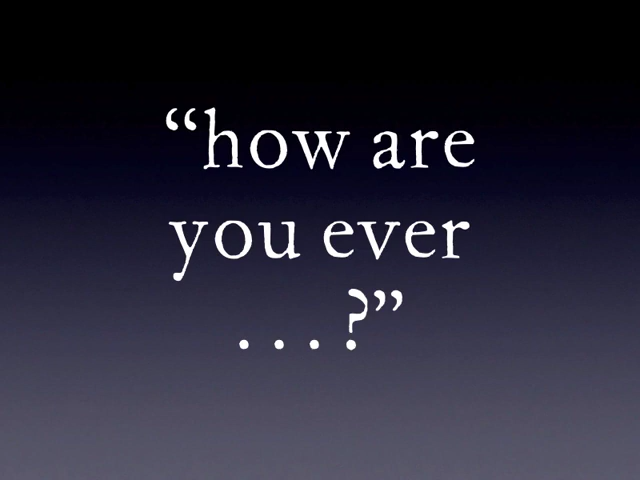 “how are
you ever
. . . ?”